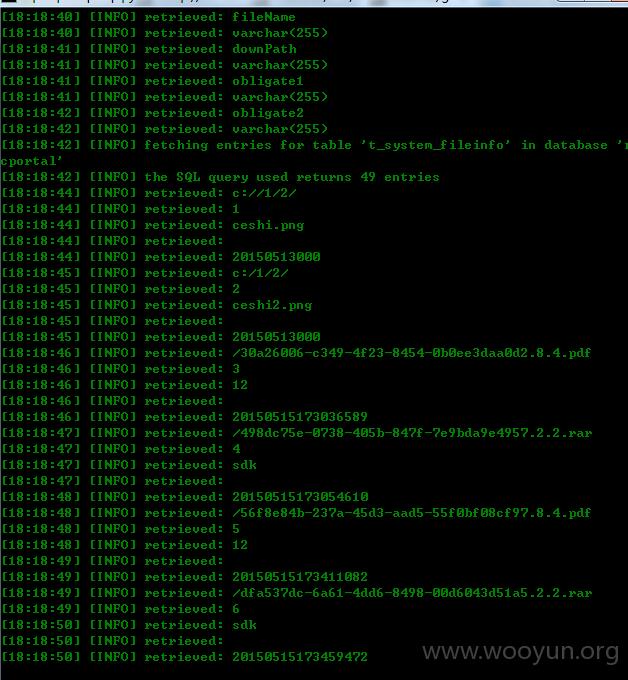 [18:18:40] [INFO] retrieved: fileName
[18:18:40] [INFO] retrieved: varchar(255)
[18:18:41] [INFO] retrieved: downPath
[18:18:41] [INFO] retrieved: varchar(255)
[18:18:41] [INFO] retrieved: obligate1
[18:18:41] [INFO] retrieved: varchar(255)
[18:18:42] [INFO] retrieved: obligate2
[18:18:42] [INFO] retrieved: varchar(255)
[18:18:42] [INFO] fetching entries for table 't_system_fileinfo' in database '
cportal'
[18:18:42] [INFO] the SQL query used returns 49 entries
[18:18:44] [INFO] retrieved: c://1/2/
[18:18:44] [INFO] retrieved: 1
[18:18:44] [INFO] retrieved: ceshi.png
[18:18:44] [INFO] retrieved:
[18:18:44] [INFO] retrieved: 20150513000
[18:18:45] [INFO] retrieved: c:/1/2/
[18:18:45] [INFO] retrieved: 2
[18:18:45] [INFO] retrieved: ceshi2.png
[18:18:45] [INFO] retrieved:
[18:18:45] [INFO] retrieved: 20150513000
[18:18:46] [INFO] retrieved: /30a26006-c349-4f23-8454-0b0ee3daa0d2.8.4.pdf
[18:18:46] [INFO] retrieved: 3
[18:18:46] [INFO] retrieved: 12
[18:18:46] [INFO] retrieved:
[18:18:46] [INFO] retrieved: 20150515173036589
[18:18:47] [INFO] retrieved: /498dc75e-0738-405b-847f-7e9bda9e4957.2.2.rar
[18:18:47] [INFO] retrieved: 4
[18:18:47] [INFO] retrieved: sdk
[18:18:47] [INFO] retrieved:
[18:18:48] [INFO] retrieved: 20150515173054610
[18:18:48] [INFO] retrieved: /56f8e84b-237a-45d3-aad5-55f0bf08cf97.8.4.pdf
[18:18:48] [INFO] retrieved: 5
[18:18:48] [INFO] retrieved: 12
[18:18:49] [INFO] retrieved:
[18:18:49] [INFO] retrieved: 20150515173411082
[18:18:49] [INFO] retrieved: /dfa537dc-6a61-4dd6-8498-00d6043d51a5.2.2.rar
[18:18:49] [INFO] retrieved: 6
[18:18:50] [INFO] retrieved: sdk
[18:18:50] [INFO] retrieved:
[18:18:50] [INFO] retrieved: 20150515173459472
www.wooyun.org